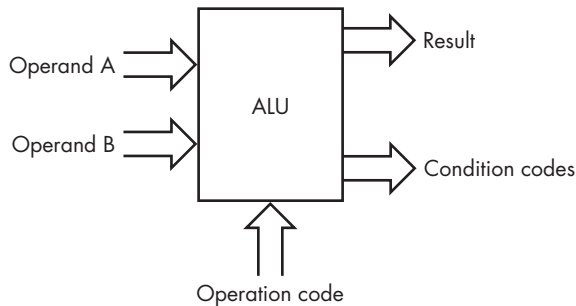 Operand A
Operand B
ALU
Result
Condition codes
Operation code